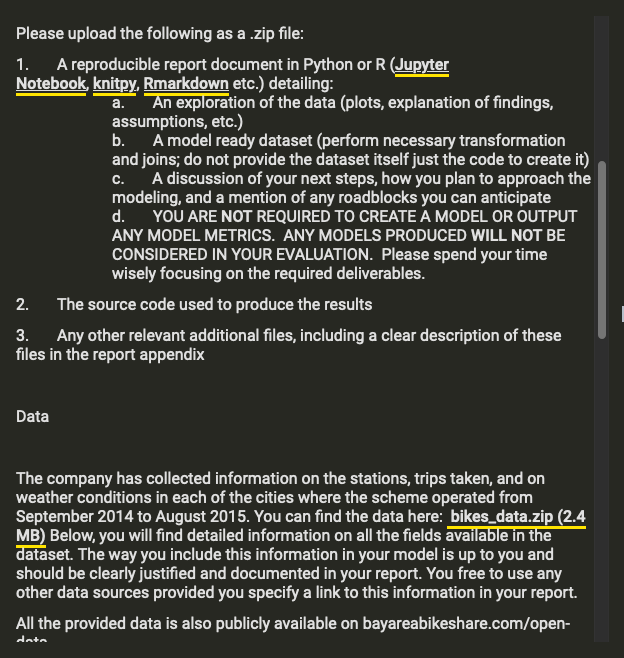 Please upload the following as a .zip file:
1. A reproducible report document in Python or R (Jupyter
Notebook, knitpy, Rmarkdown etc.) detailing:
a. An exploration of the data (plots, explanation of findings,
assumptions, etc.)
b. A model ready dataset (perform necessary transformation
and joins; do not provide the dataset itself just the code to create it)
c. A discussion of your next steps, how you plan to approach the
modeling, and a mention of any roadblocks you can anticipate
d. YOU ARE NOT REQUIRED TO CREATE A MODEL OR OUTPUT
ANY MODEL METRICS. ANY MODELS PRODUCED WILL NOT BE
CONSIDERED IN YOUR EVALUATION. Please spend your time
wisely focusing on the required deliverables.
2. The source code used to produce the results
3. Any other relevant additional files, including a clear description of these
files in the report appendix
Data
The company has collected information on the stations, trips taken, and on
weather conditions in each of the cities where the scheme operated from
September 2014 to August 2015. You can find the data here: bikes_data.zip (2.4
MB) Below, you will find detailed information on all the fields available in the
dataset. The way you include this information in your model is up to you and
should be clearly justified and documented in your report. You free to use any
other data sources provided you specify a link to this information in your report.
All the provided data is also publicly available on bayareabikeshare.com/open-
data